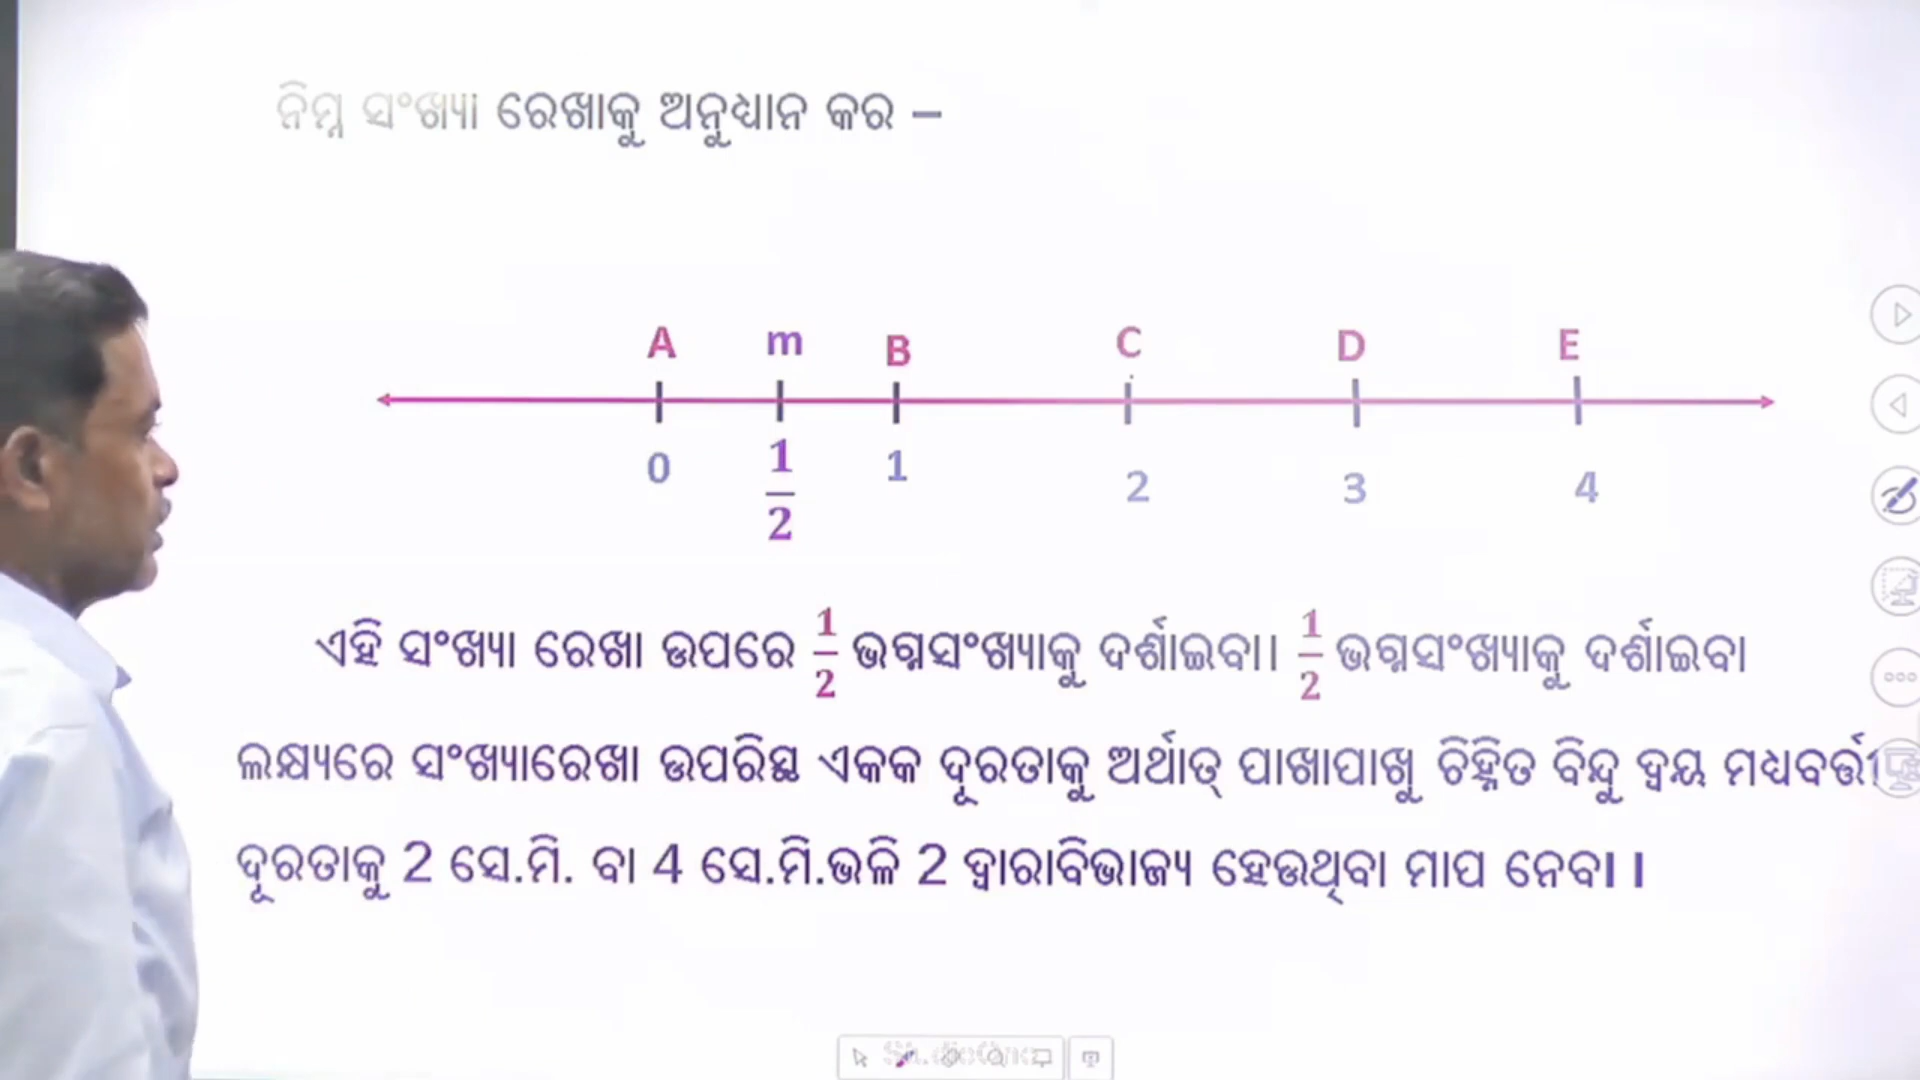 ନିମ୍ନ ସଂଖ୍ୟା ରେଖାକୁ ଅନୁଧ୍ୟାନ କର –
A m B C D E
0 1/2 1 2 3 4
ଏହି ସଂଖ୍ୟା ରେଖା ଉପରେ 1/2 ଭଗ୍ନସଂଖ୍ୟାକୁ ଦର୍ଶାଇବା। 1/2 ଭଗ୍ନସଂଖ୍ୟାକୁ ଦର୍ଶାଇବା
ଲକ୍ଷ୍ୟରେ ସଂଖ୍ୟାରେଖା ଉପରିସ୍ଥ ଏକକ ଦୂରତାକୁ ଅର୍ଥାତ୍ ପାଖାପାଖୁ ଚିହ୍ନିତ ବିନ୍ଦୁ ଦ୍ୱୟ ମଧ୍ୟବର୍ତ୍ତୀ
ଦୂରତାକୁ 2 ସେ.ମି. ବା 4 ସେ.ମି.ଭଳି 2 ଦ୍ୱାରାବିଭାଜ୍ୟ ହେଉଥିବା ମାପ ନେବା ।